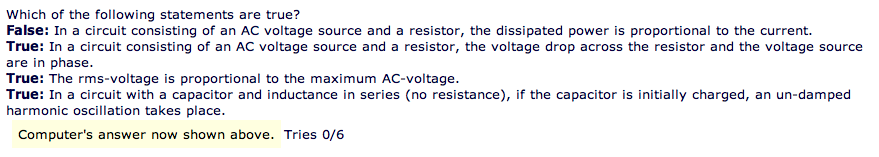 Which of the following statements are true?
False: In a circuit consisting of an AC voltage source and a resistor, the dissipated power is proportional to the current.
True: In a circuit consisting of an AC voltage source and a resistor, the voltage drop across the resistor and the voltage source
are in phase.
True: The rms-voltage is proportional to the maximum AC-voltage.
True: In a circuit with a capacitor and inductance in series (no resistance), if the capacitor is initially charged, an un-damped
harmonic oscillation takes place.
Computer's answer now shown above. Tries 0/6